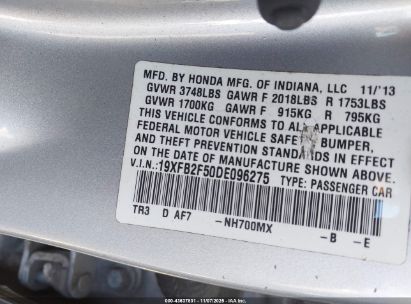 MFD. BY HONDA MFG. OF INDIANA, LLC 11/'13
GVWR 3748LBS GAWR F 2018LBS R 1753LBS
GVWR 1700KG GAWR F 915KG R 795KG
THIS VEHICLE CONFORMS TO ALL APPLICABLE
FEDERAL MOTOR VEHICLE SAFETY, BUMPER,
AND THEFT PREVENTION STANDARDS IN EFFECT
ON THE DATE OF MANUFACTURE SHOWN ABOVE.
V.I.N.: 19XFB2F50DE096275 TYPE: PASSENGER CAR
TR3 D AF7 -NH700MX -B -E